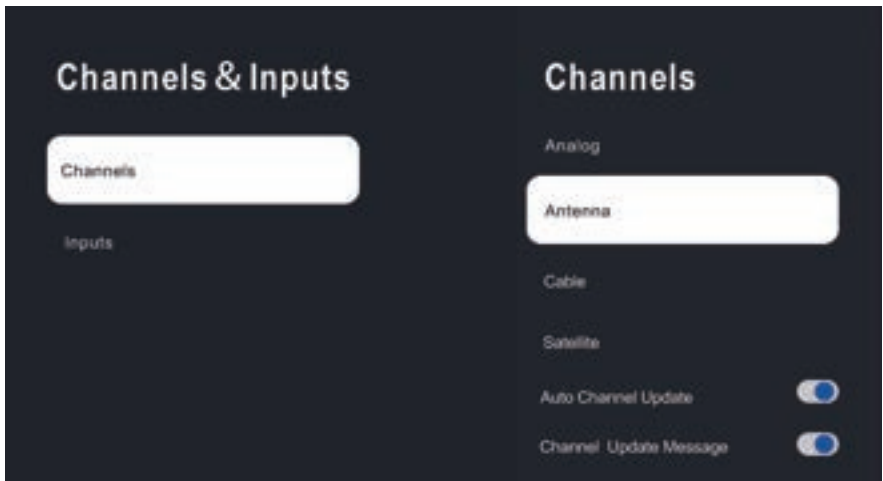 Channels & Inputs
Channels
Inputs
Channels
Analog
Antenna
Cable
Satellite
Auto Channel Update
Channel Update Message